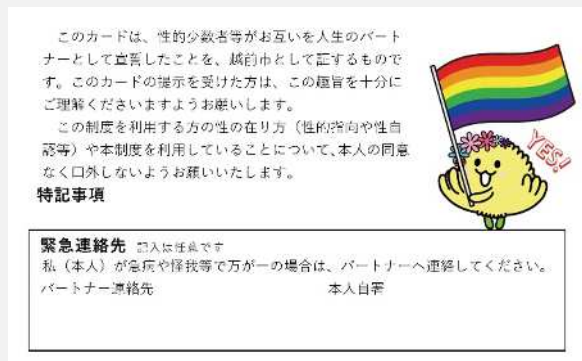 このカードは、性的少数者等がお互いを人生のパート
ナーとして宣誓したことを、越前市として証するもので
す。このカードの提示を受けた方は、この趣旨を十分に
ご理解くださいますようお願いします。
この制度を利用する方の性の在り方（性的指向や性自
認等）や本制度を利用していることについて、本人の同意
なく口外しないようお願いいたします。
YES!
特記事項
緊急連絡先 記入は任意です
私（本人）が急病や怪我等で万が一の場合は、パートナーへ連絡してください。
パートナー連絡先 本人自署